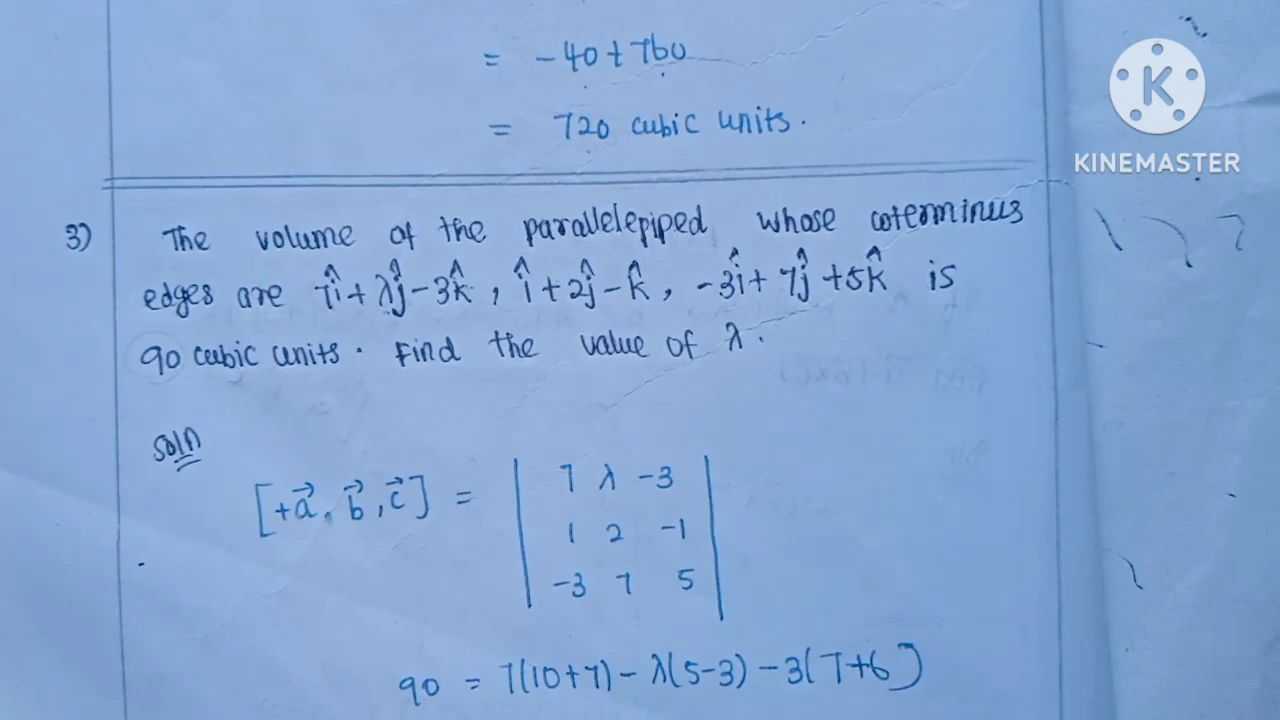 = -40+760
= 720 cubic units.
KINEMASTER
3) The volume of the parallelepiped whose coterminus
edges are 7î + λĵ - 3k̂, î + 2ĵ - k̂, -3î + 7ĵ + 5k̂ is
90 cubic units. Find the value of λ.
Soln
[+a⃗, b⃗, c⃗] = | 7 λ -3 |
| 1 2 -1 |
| -3 7 5 |
90 = 7(10+7) - λ(5-3) - 3(7+6)